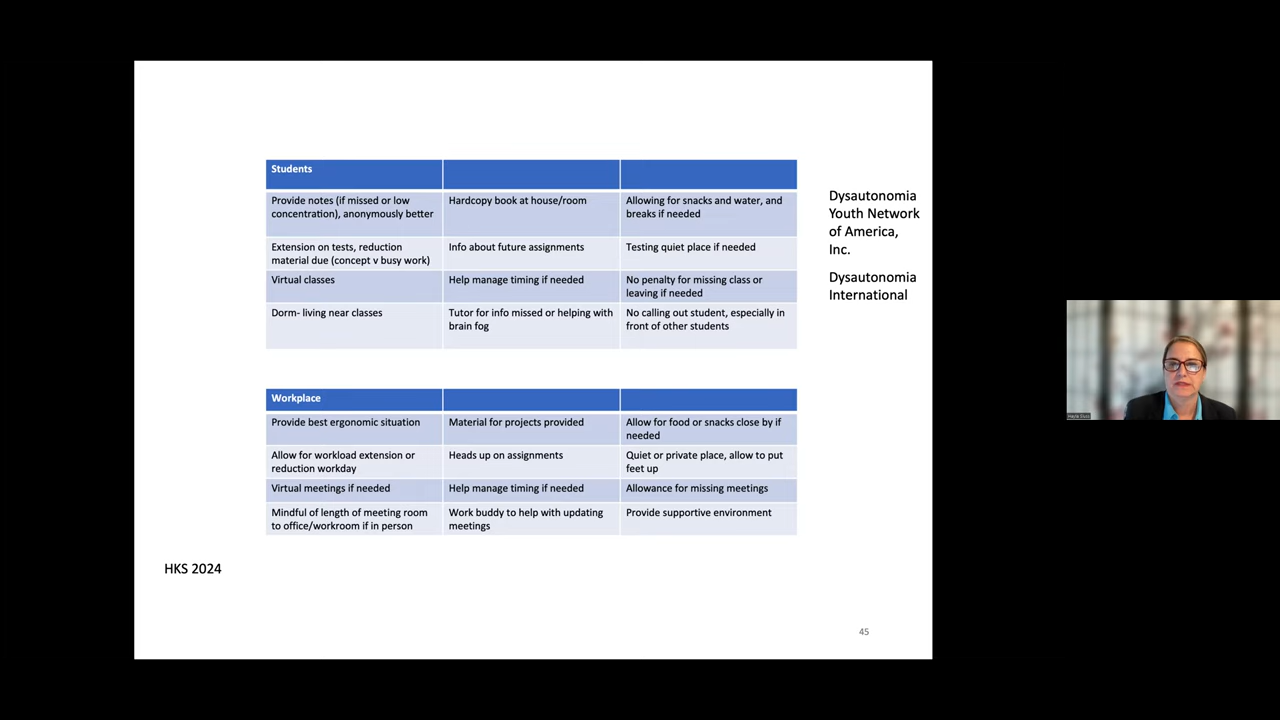 Students
Provide notes (if missed or low
concentration), anonymously better
Hardcopy book at house/room
Allowing for snacks and water, and
breaks if needed
Extension on tests, reduction
material due (concept v busy work)
Info about future assignments
Testing quiet place if needed
Virtual classes
Help manage timing if needed
No penalty for missing class or
leaving if needed
Dorm- living near classes
Tutor for info missed or helping with
brain fog
No calling out student, especially in
front of other students
Dysautonomia
Youth Network
of America,
Inc.
Dysautonomia
International
Workplace
Provide best ergonomic situation
Material for projects provided
Allow for food or snacks close by if
needed
Allow for workload extension or
reduction workday
Heads up on assignments
Quiet or private place, allow to put
feet up
Virtual meetings if needed
Help manage timing if needed
Allowance for missing meetings
Mindful of length of meeting room
to office/workroom if in person
Work buddy to help with updating
meetings
Provide supportive environment
HKS 2024
45